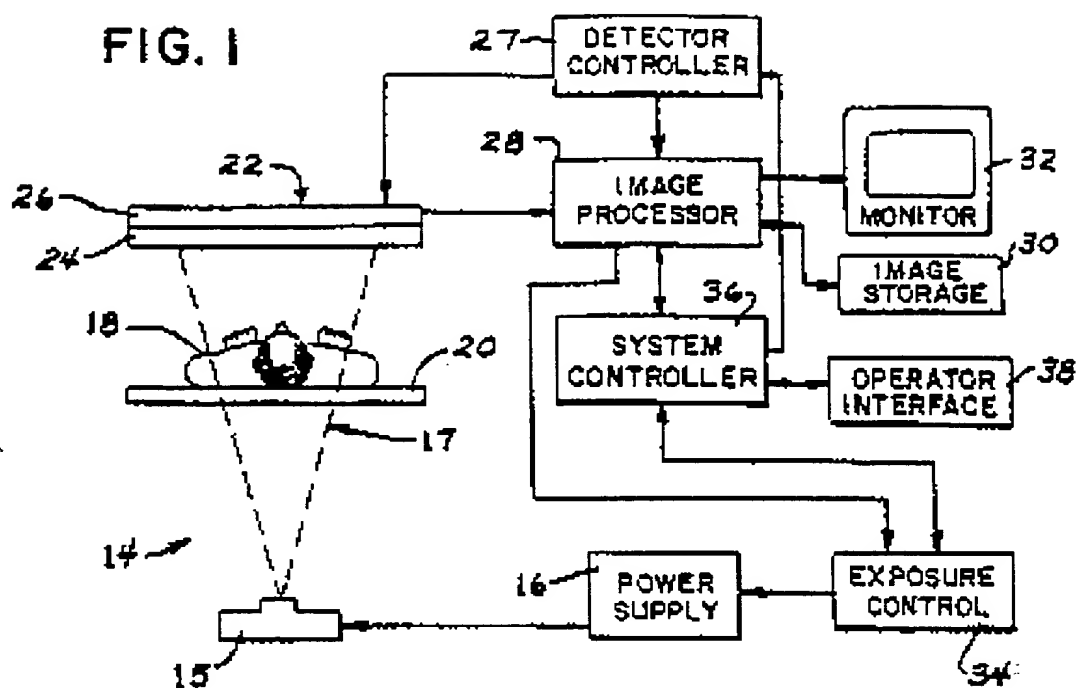 FIG. 1
27
DETECTOR
CONTROLLER
28
IMAGE
PROCESSOR
32
MONITOR
22
26
24
30
IMAGE
STORAGE
36
18
20
SYSTEM
CONTROLLER
38
OPERATOR
INTERFACE
17
14
16
POWER
SUPPLY
EXPOSURE
CONTROL
15
34